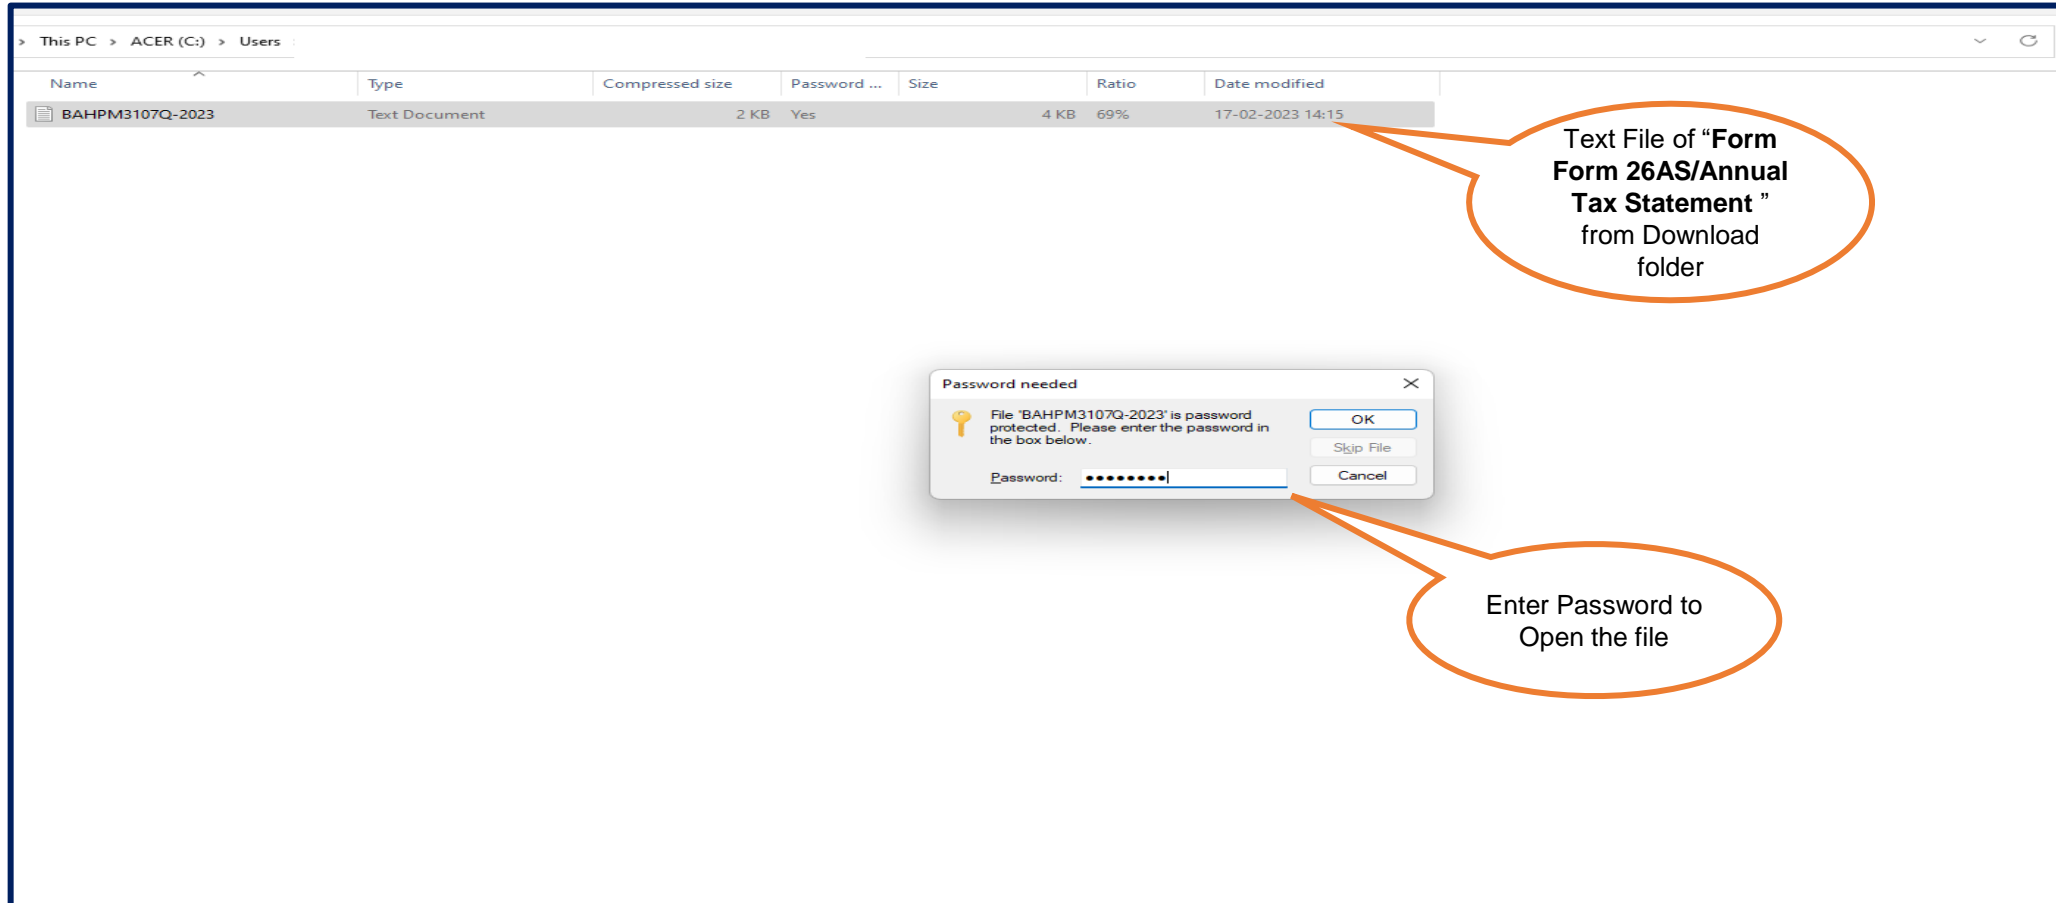 > This PC > ACER (C:) > Users
Name Type Compressed size Password ... Size Ratio Date modified
BAHPM3107Q-2023 Text Document 2 KB Yes 4 KB 69% 17-02-2023 14:15
Text File of “Form
Form 26AS/Annual
Tax Statement ”
from Download
folder
Password needed
File 'BAHPM3107Q-2023' is password
protected. Please enter the password in
the box below.
OK
Skip File
Password: ●●●●●●●●
Cancel
Enter Password to
Open the file